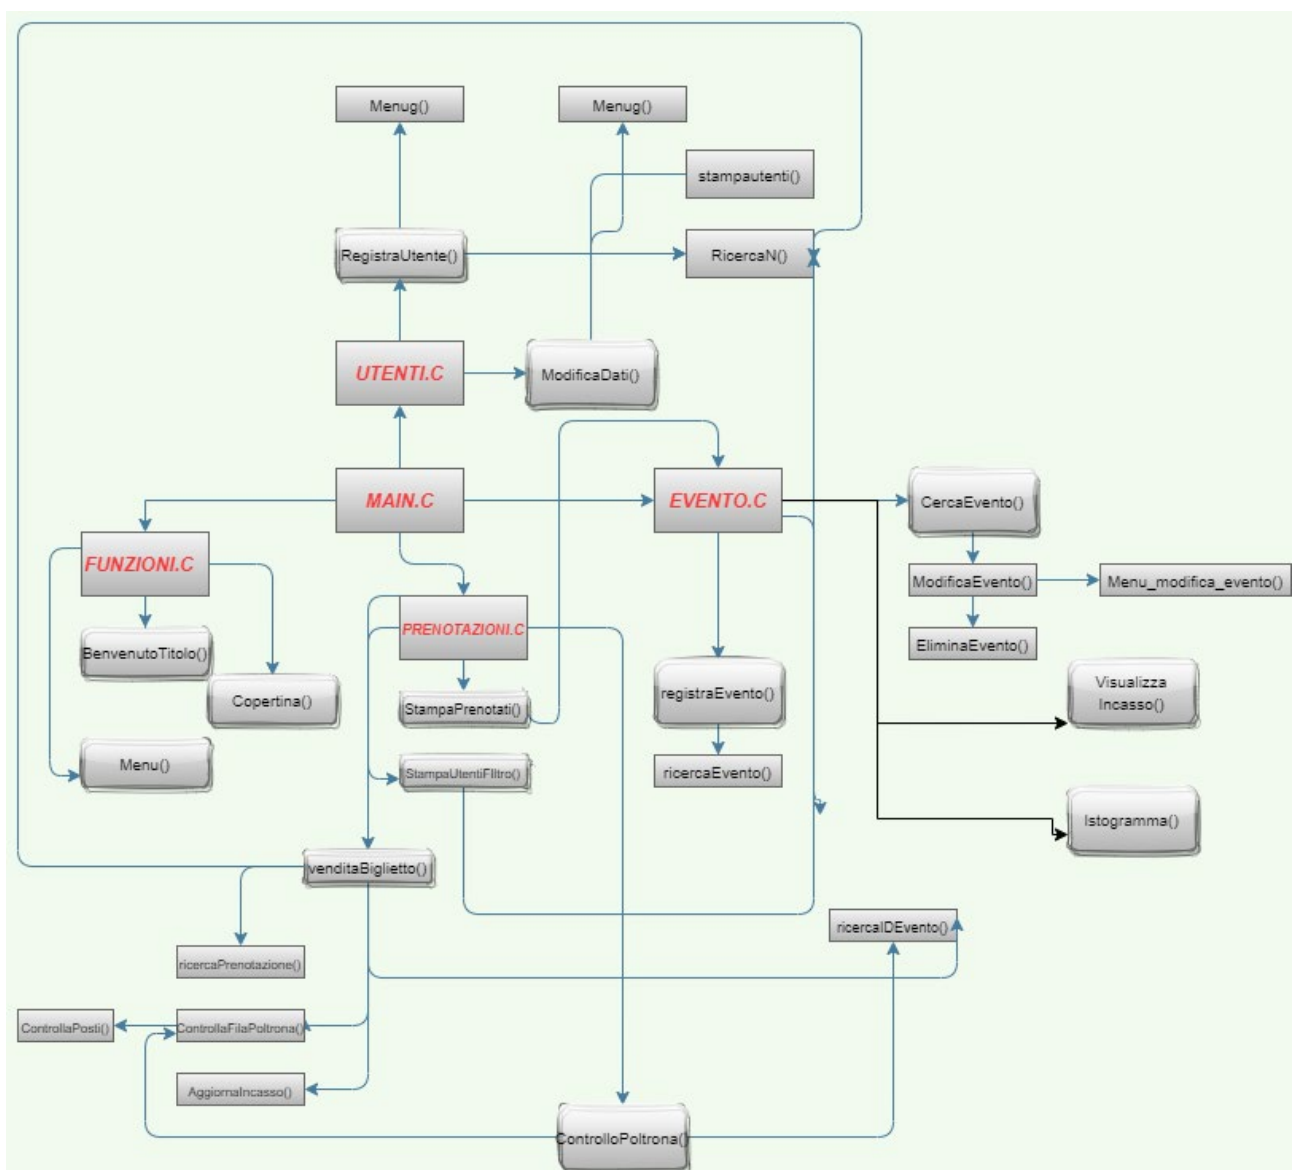 Menug()
Menug()
stampautenti()
RegistraUtente()
RicercaN()
UTENTI.C
ModificaDati()
MAIN.C
EVENTO.C
CercaEvento()
FUNZIONI.C
ModificaEvento()
Menu_modifica_evento()
PRENOTAZIONI.C
EliminaEvento()
BenvenutoTitolo()
Copertina()
StampaPrenotati()
registraEvento()
Visualizza
Incasso()
Menu()
StampaUtentiFIltro()
ricercaEvento()
Istogramma()
venditaBiglietto()
ricercaIDEvento()
ricercaPrenotazione()
ControllaPosti()
ControllaFilaPoltrona()
AggiornaIncasso()
ControlloPoltrona()